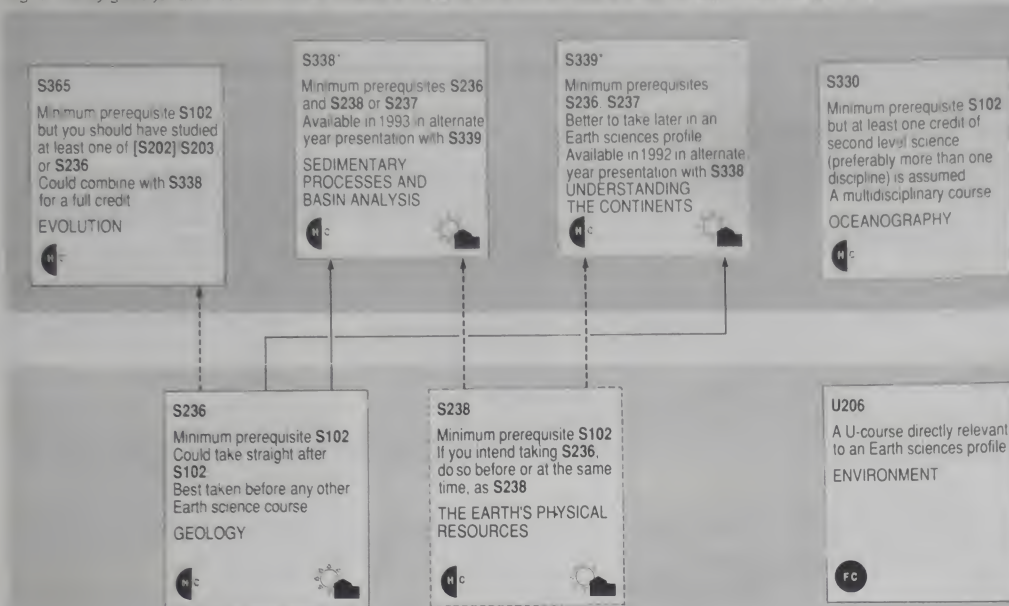 S365
Minimum prerequisite S102
but you should have studied
at least one of [S202] S203
or S236
Could combine with S338
for a full credit
EVOLUTION
H C
S338*
Minimum prerequisites S236
and S238 or S237
Available in 1993 in alternate
year presentation with S339
SEDIMENTARY
PROCESSES AND
BASIN ANALYSIS
H C
S339*
Minimum prerequisites
S236, S237
Better to take later in an
Earth sciences profile
Available in 1992 in alternate
year presentation with S338
UNDERSTANDING
THE CONTINENTS
H C
S330
Minimum prerequisite S102
but at least one credit of
second level science
(preferably more than one
discipline) is assumed
A multidisciplinary course
OCEANOGRAPHY
H C
S236
Minimum prerequisite S102
Could take straight after
S102
Best taken before any other
Earth science course
GEOLOGY
H C
S238
Minimum prerequisite S102
If you intend taking S236,
do so before or at the same
time, as S238
THE EARTH'S PHYSICAL
RESOURCES
H C
U206
A U-course directly relevant
to an Earth sciences profile
ENVIRONMENT
FC